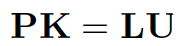 PK = LU